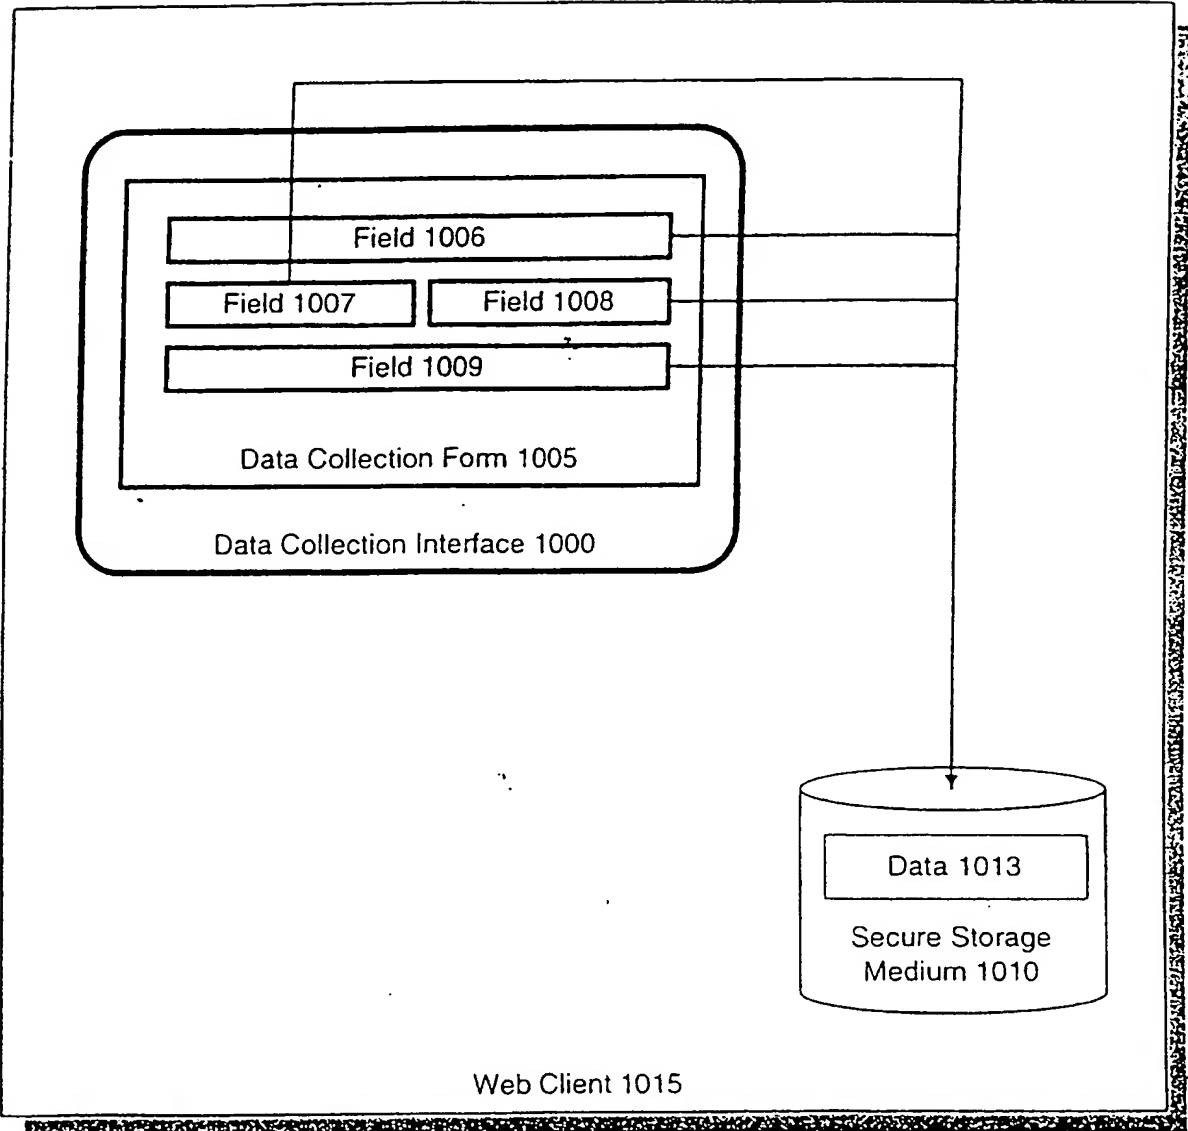 Field 1006
Field 1007
Field 1008
Field 1009
Data Collection Form 1005
Data Collection Interface 1000
Data 1013
Secure Storage
Medium 1010
Web Client 1015